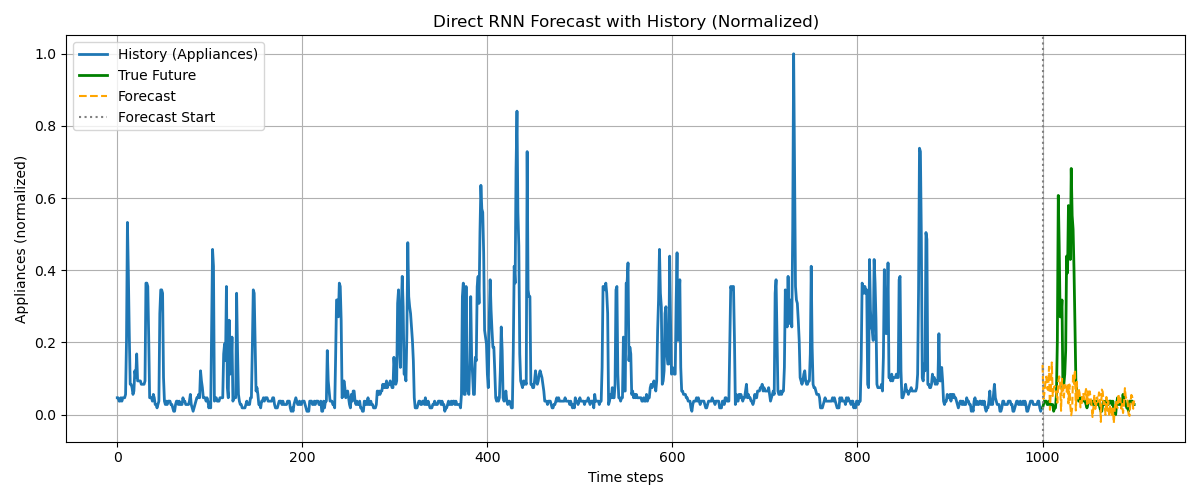 Direct RNN Forecast with History (Normalized)
History (Appliances)
True Future
Forecast
Forecast Start
Appliances (normalized)
1.0
0.8
0.6
0.4
0.2
0.0
0 200 400 600 800 1000
Time steps